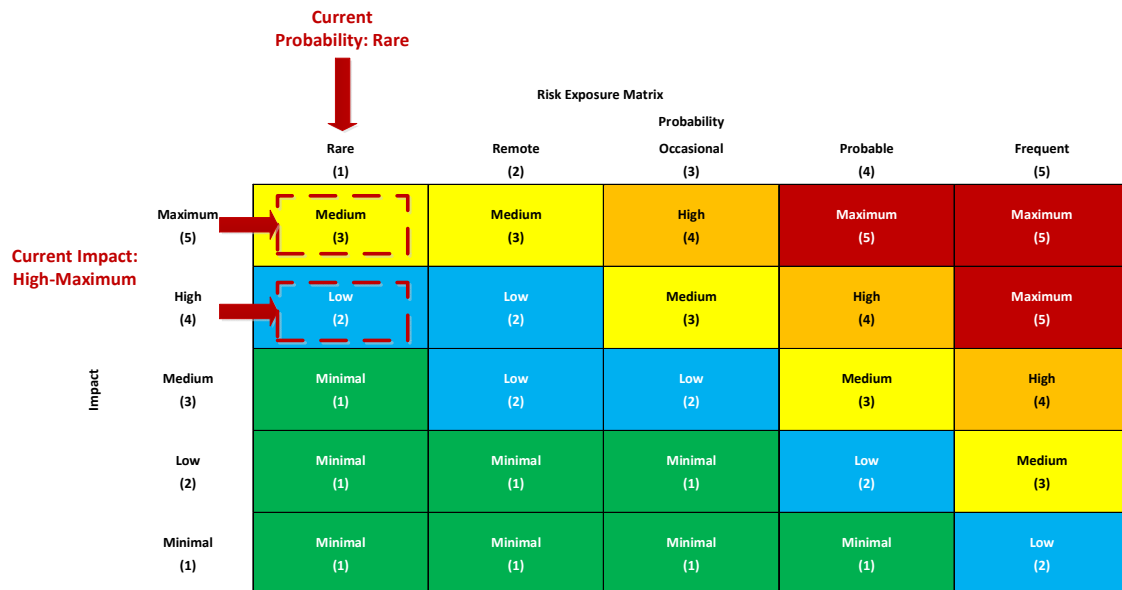 Current
Probability: Rare
Risk Exposure Matrix
Probability
Rare Remote Occasional Probable Frequent
(1) (2) (3) (4) (5)
Maximum Medium Medium High Maximum Maximum
(5) (3) (3) (4) (5) (5)
Current Impact:
High-Maximum
High Low Low Medium High Maximum
(4) (2) (2) (3) (4) (5)
Impact
Medium Minimal Low Low Medium High
(3) (1) (2) (2) (3) (4)
Low Minimal Minimal Minimal Low Medium
(2) (1) (1) (1) (2) (3)
Minimal Minimal Minimal Minimal Minimal Low
(1) (1) (1) (1) (1) (2)